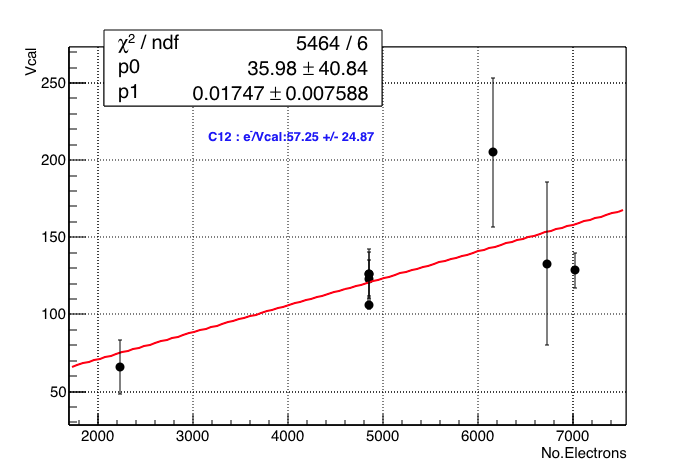 χ² / ndf 5464 / 6
p0 35.98 ± 40.84
p1 0.01747 ± 0.007588
C12 : e⁻/Vcal:57.25 +/- 24.87
Vcal
250
200
150
100
50
2000 3000 4000 5000 6000 7000
No.Electrons